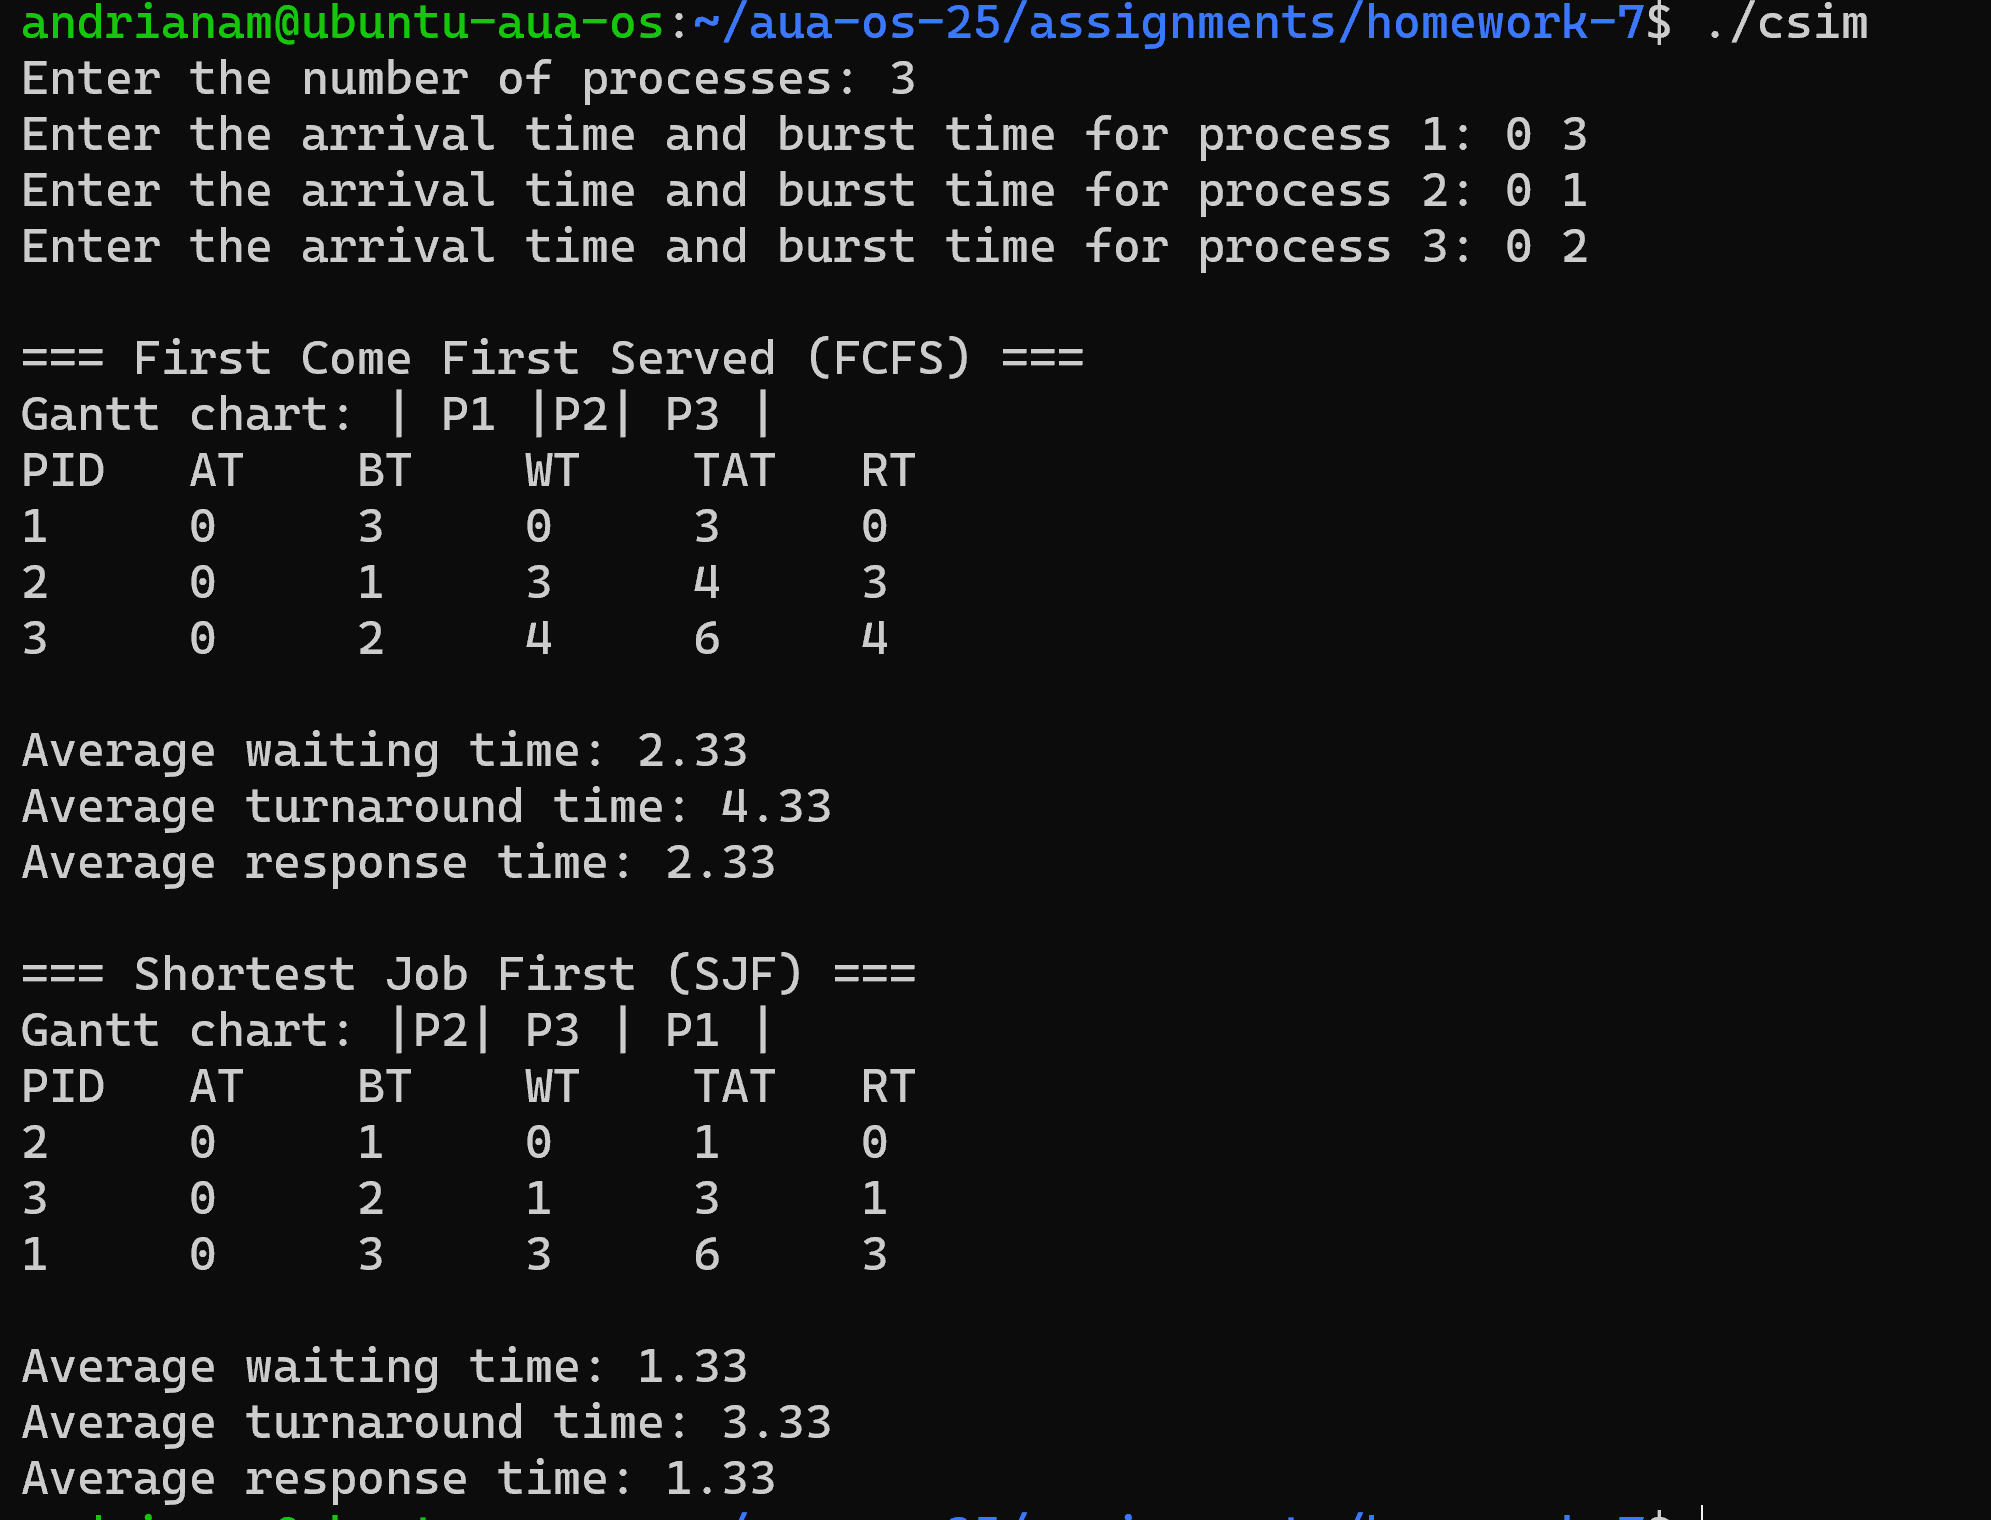 andrianam@ubuntu-aua-os:~/aua-os-25/assignments/homework-7$ ./csim
Enter the number of processes: 3
Enter the arrival time and burst time for process 1: 0 3
Enter the arrival time and burst time for process 2: 0 1
Enter the arrival time and burst time for process 3: 0 2
=== First Come First Served (FCFS) ===
Gantt chart: | P1 |P2| P3 |
PID AT BT WT TAT RT
1 0 3 0 3 0
2 0 1 3 4 3
3 0 2 4 6 4
Average waiting time: 2.33
Average turnaround time: 4.33
Average response time: 2.33
=== Shortest Job First (SJF) ===
Gantt chart: |P2| P3 | P1 |
PID AT BT WT TAT RT
2 0 1 0 1 0
3 0 2 1 3 1
1 0 3 3 6 3
Average waiting time: 1.33
Average turnaround time: 3.33
Average response time: 1.33